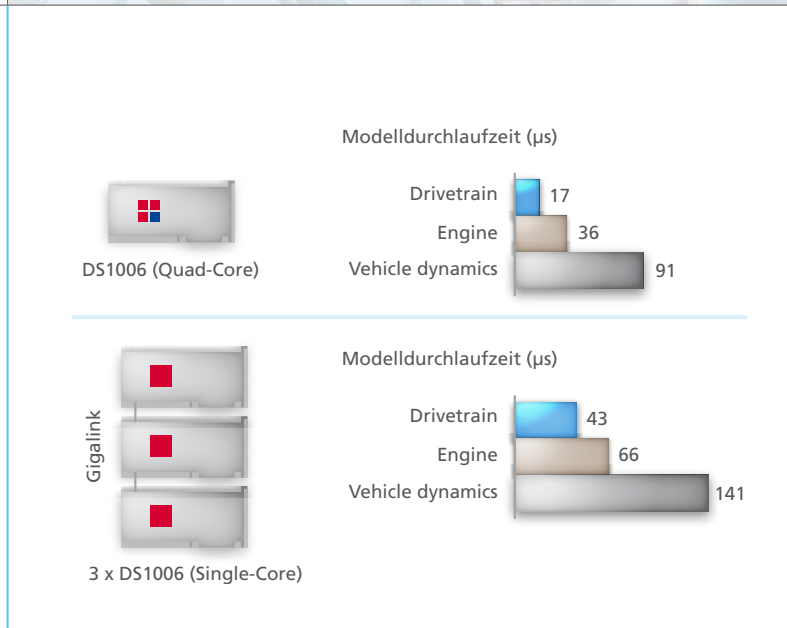 Modelldurchlaufzeit (µs)
Drivetrain 17
Engine 36
Vehicle dynamics 91
DS1006 (Quad-Core)
Modelldurchlaufzeit (µs)
Gigalink
Drivetrain 43
Engine 66
Vehicle dynamics 141
3 x DS1006 (Single-Core)